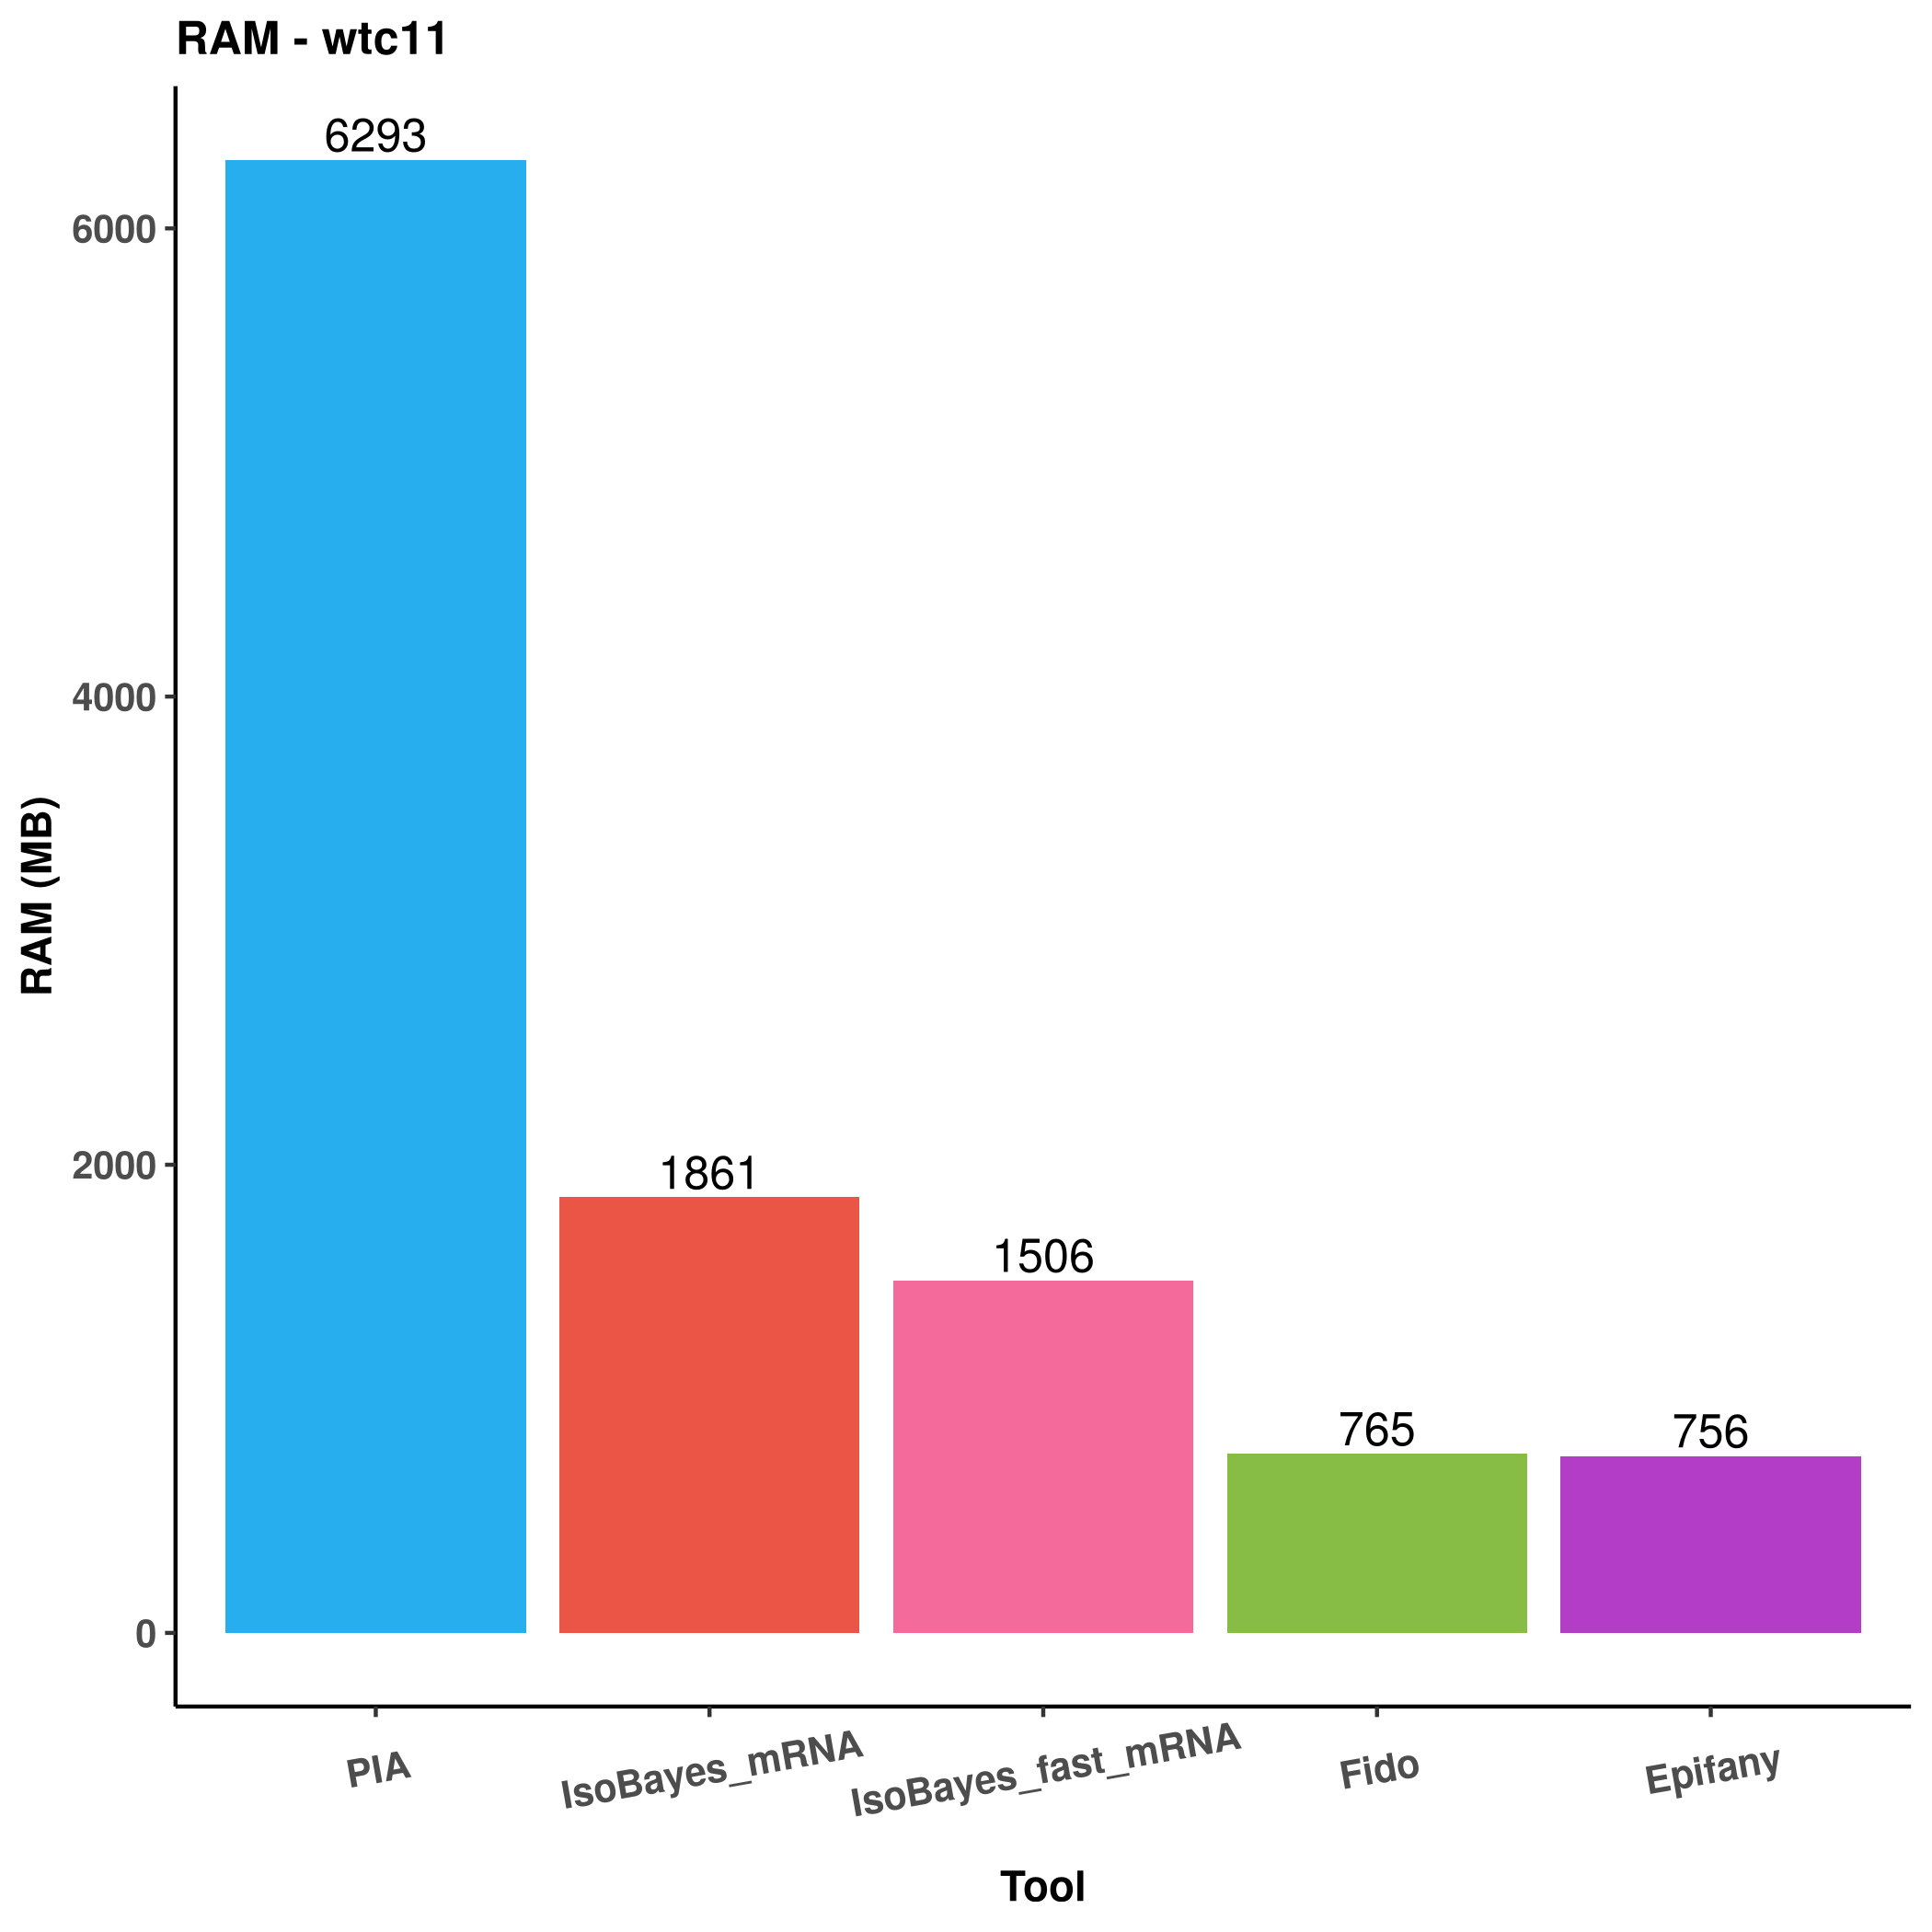 RAM - wtc11
6293
6000
4000
RAM (MB)
2000
1861
1506
765
756
0
PIA
IsoBayes_mRNA
IsoBayes_fast_mRNA
Fido
Epifany
Tool